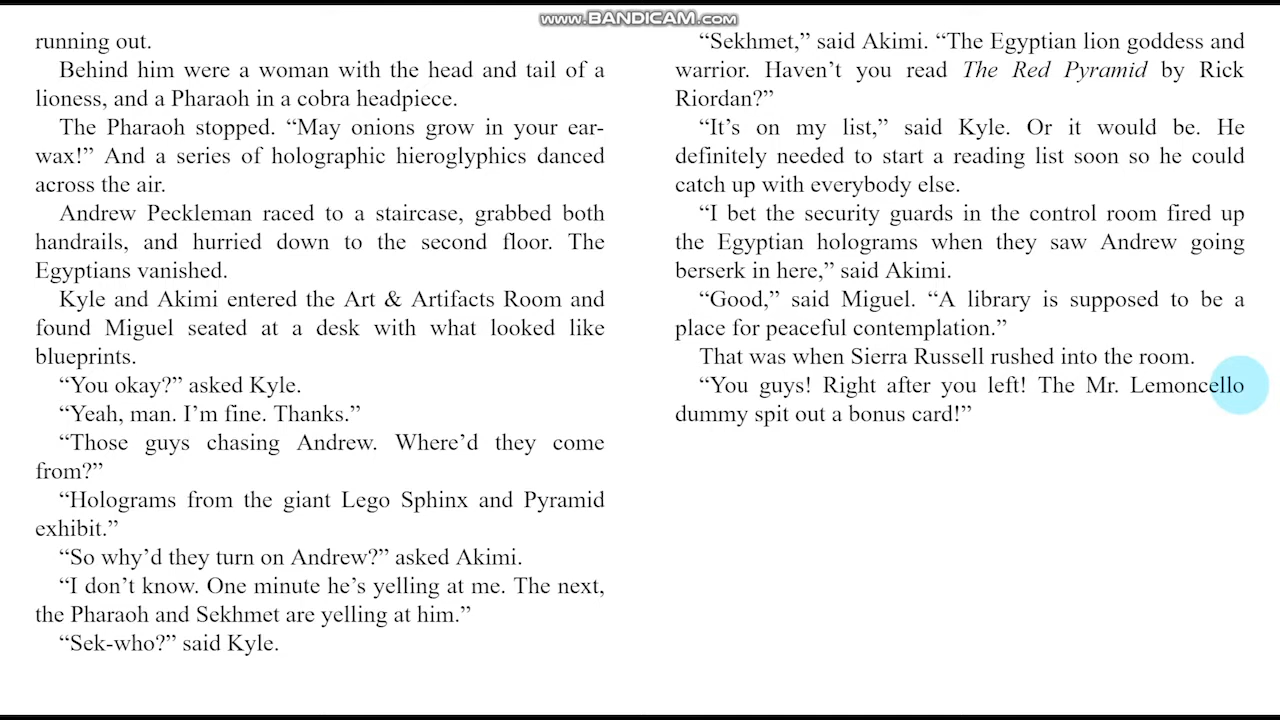 www.BANDICAM.com
running out.
Behind him were a woman with the head and tail of a
lioness, and a Pharaoh in a cobra headpiece.
The Pharaoh stopped. “May onions grow in your ear-
wax!” And a series of holographic hieroglyphics danced
across the air.
Andrew Peckleman raced to a staircase, grabbed both
handrails, and hurried down to the second floor. The
Egyptians vanished.
Kyle and Akimi entered the Art & Artifacts Room and
found Miguel seated at a desk with what looked like
blueprints.
“You okay?” asked Kyle.
“Yeah, man. I’m fine. Thanks.”
“Those guys chasing Andrew. Where’d they come
from?”
“Holograms from the giant Lego Sphinx and Pyramid
exhibit.”
“So why’d they turn on Andrew?” asked Akimi.
“I don’t know. One minute he’s yelling at me. The next,
the Pharaoh and Sekhmet are yelling at him.”
“Sek-who?” said Kyle.
“Sekhmet,” said Akimi. “The Egyptian lion goddess and
warrior. Haven’t you read The Red Pyramid by Rick
Riordan?”
“It’s on my list,” said Kyle. Or it would be. He
definitely needed to start a reading list soon so he could
catch up with everybody else.
“I bet the security guards in the control room fired up
the Egyptian holograms when they saw Andrew going
berserk in here,” said Akimi.
“Good,” said Miguel. “A library is supposed to be a
place for peaceful contemplation.”
That was when Sierra Russell rushed into the room.
“You guys! Right after you left! The Mr. Lemoncello
dummy spit out a bonus card!”